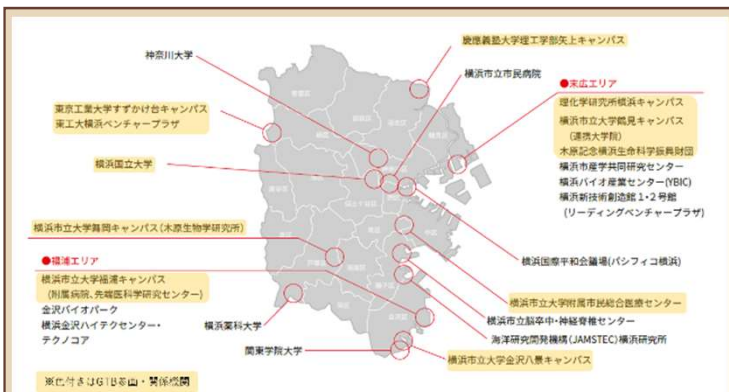 慶應義塾大学理工学部矢上キャンパス
神奈川大学
横浜市立市民病院
●末広エリア
理化学研究所横浜キャンパス
横浜市立大学鶴見キャンパス
(連携大学院)
木原記念横浜生命科学振興財団
横浜市産学共同研究センター
横浜バイオ産業センター(YBIC)
横浜新技術創造館1・2号館
(リーディングベンチャープラザ)
東京工業大学すずかけ台キャンパス
東工大横浜ベンチャープラザ
横浜国立大学
横浜市立大学舞岡キャンパス(木原生物学研究所)
横浜国際平和会議場(パシフィコ横浜)
●福浦エリア
横浜市立大学福浦キャンパス
(附属病院、先端医科学研究センター)
金沢バイオパーク
横浜金沢ハイテクセンター・
テクノコア
横浜薬科大学
関東学院大学
横浜市立大学附属市民総合医療センター
横浜市立脳卒中・神経脊椎センター
海洋研究開発機構(JAMSTEC)横浜研究所
横浜市立大学金沢八景キャンパス
※色付きはGTB参画・関係機関